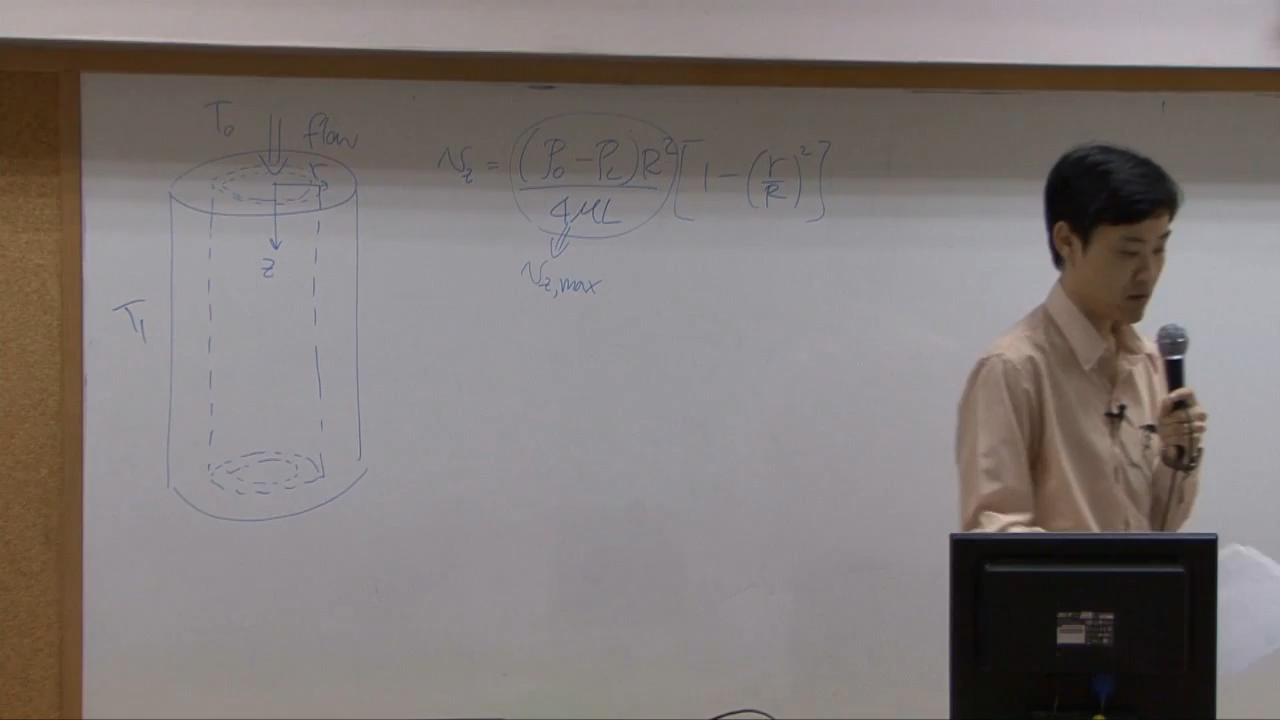 T₀
flow
r
z
T₁
v_z = (P₀ - P_L)R² / 4μL [1 - (r/R)²]
v_z,max